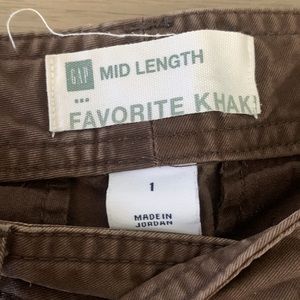 GAP MID LENGTH
FAVORITE KHAKI
1
MADE IN
JORDAN